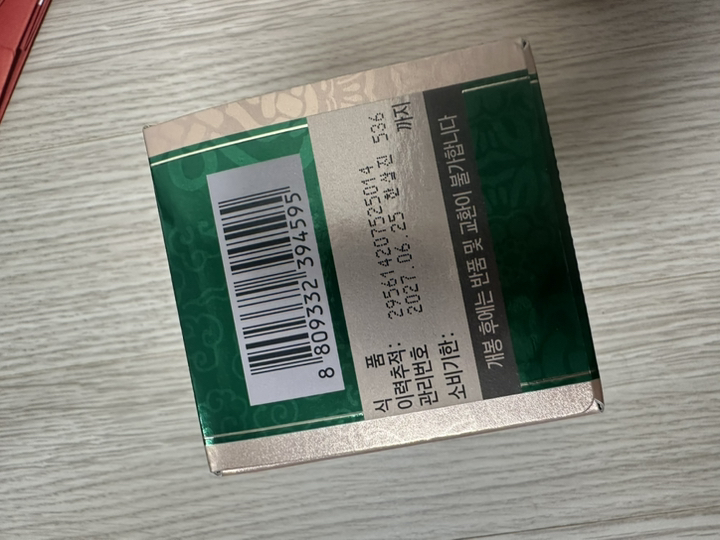 8 809332 394595
식 품
이력추적: 295614207525014
관리번호 2027.06.25 한삼진 536
소비기한: 까지
개봉 후에는 반품 및 교환이 불가합니다